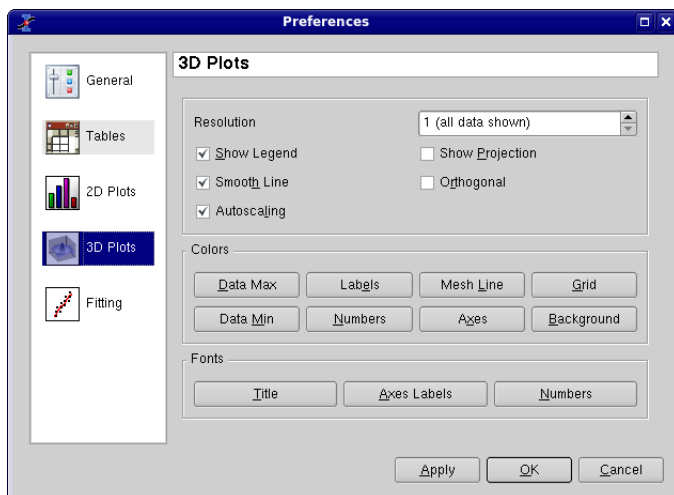 Preferences
General
Tables
2D Plots
3D Plots
Fitting
3D Plots
Resolution
1 (all data shown)
Show Legend
Show Projection
Smooth Line
Orthogonal
Autoscaling
Colors
Data Max
Labels
Mesh Line
Grid
Data Min
Numbers
Axes
Background
Fonts
Title
Axes Labels
Numbers
Apply
OK
Cancel